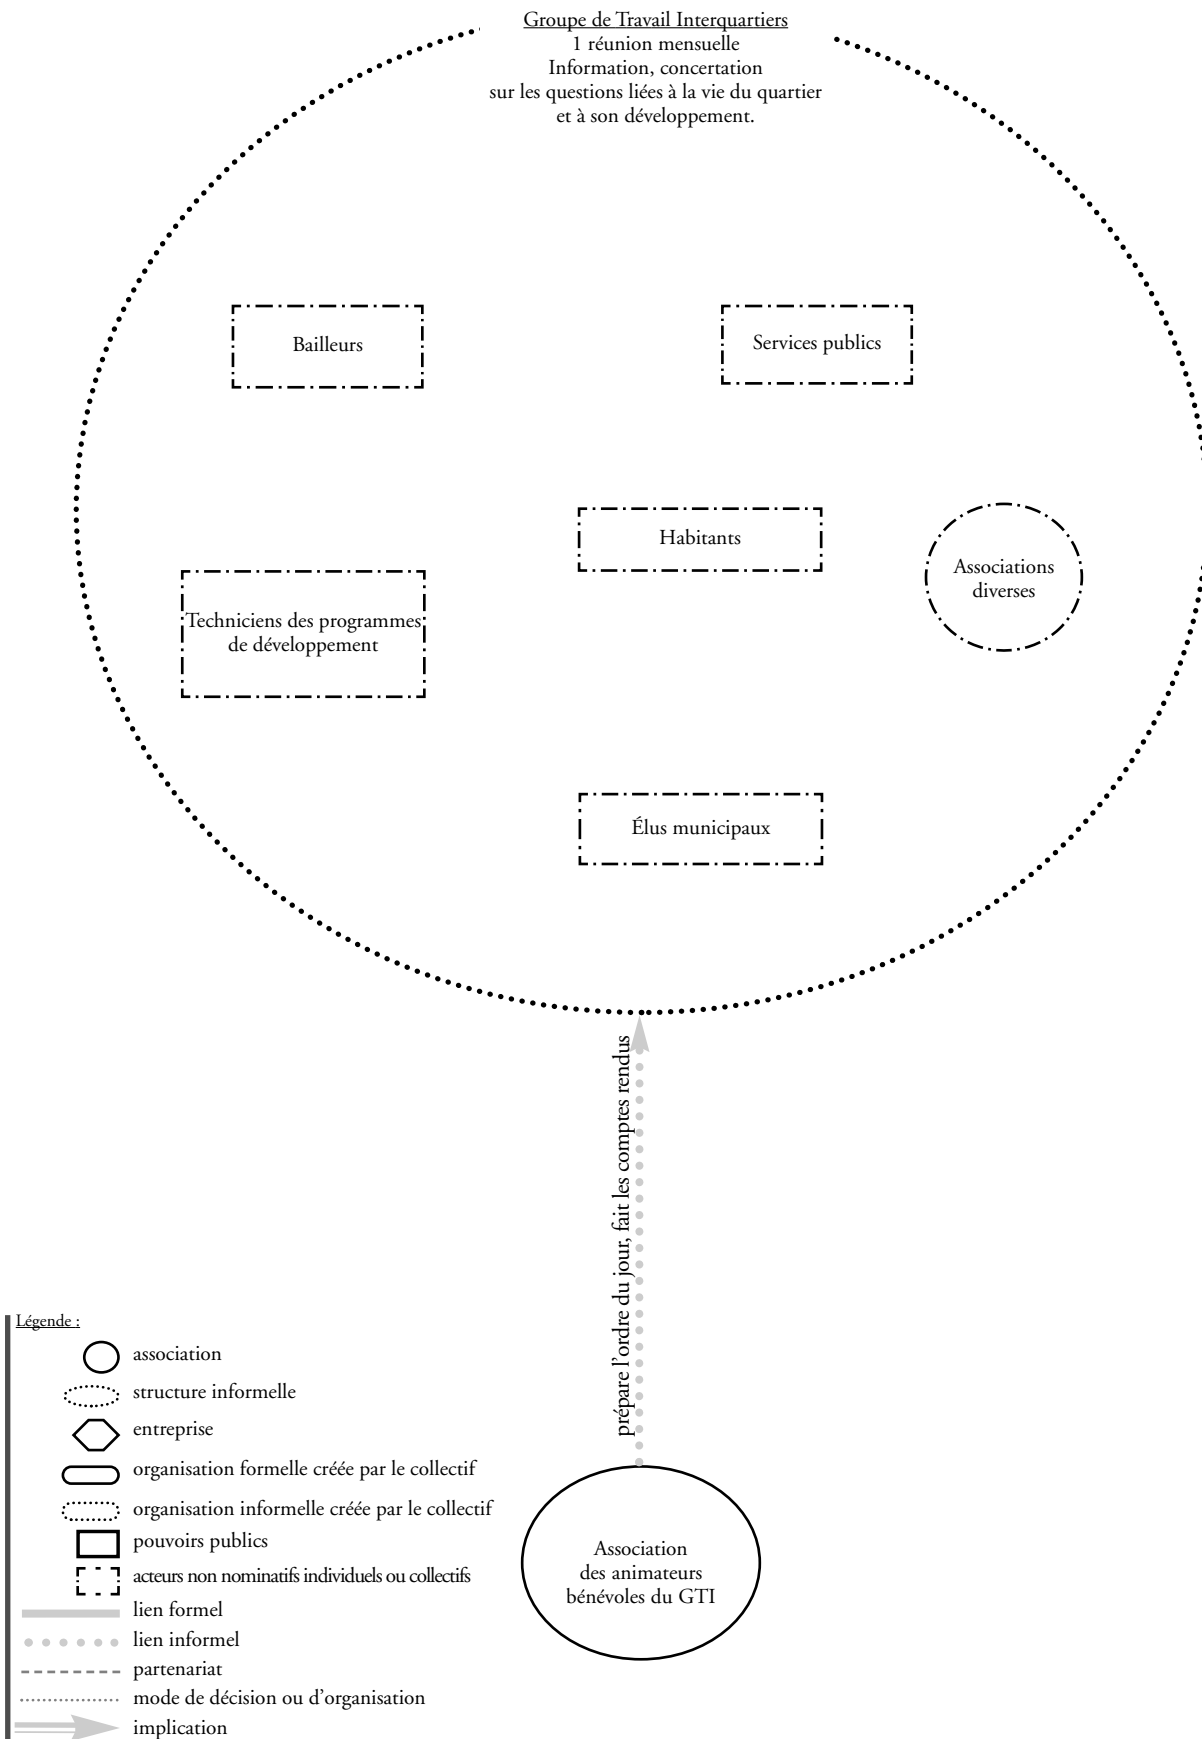 Groupe de Travail Interquartiers
1 réunion mensuelle
Information, concertation
sur les questions liées à la vie du quartier
et à son développement.
Bailleurs
Services publics
Habitants
Associations
diverses
Techniciens des programmes
de développement
Élus municipaux
prépare l'ordre du jour, fait les comptes rendus
Association
des animateurs
bénévoles du GTI
Légende :
association
structure informelle
entreprise
organisation formelle créée par le collectif
organisation informelle créée par le collectif
pouvoirs publics
acteurs non nominatifs individuels ou collectifs
lien formel
lien informel
partenariat
mode de décision ou d'organisation
implication